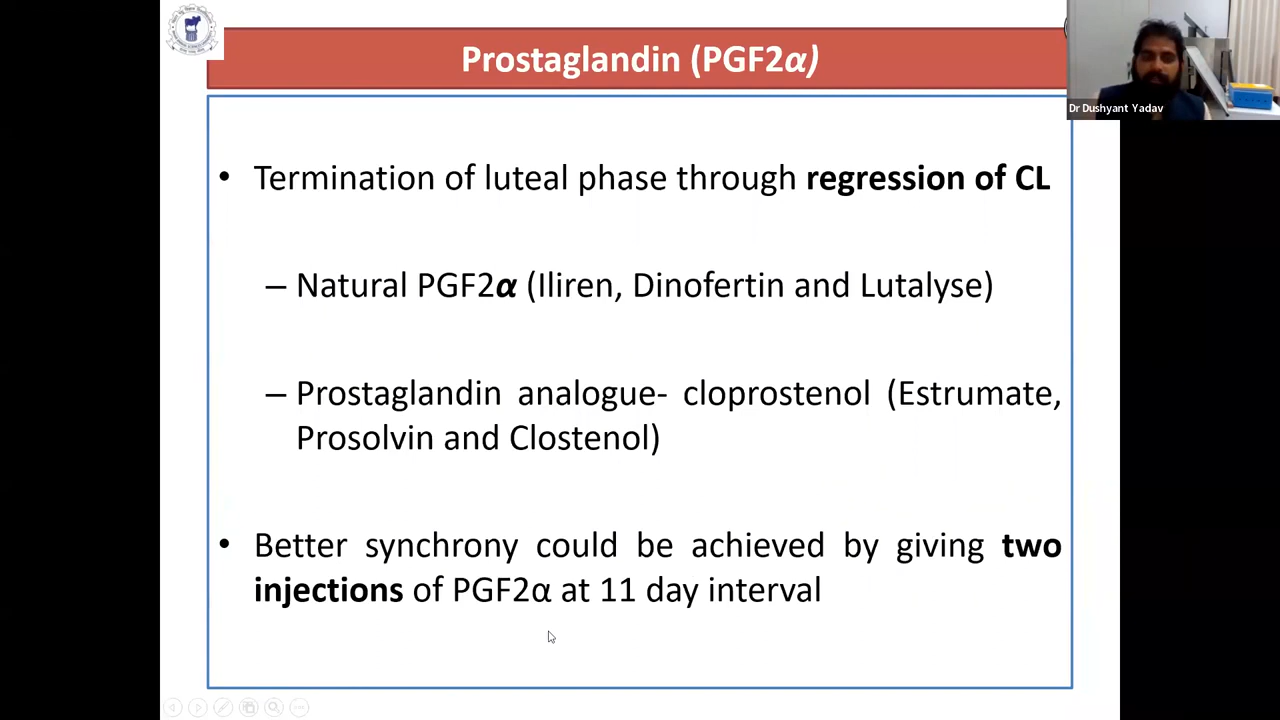 Prostaglandin (PGF2α)
Dr Dushyant Yadav
• Termination of luteal phase through regression of CL
– Natural PGF2α (Iliren, Dinofertin and Lutalyse)
– Prostaglandin analogue- cloprostenol (Estrumate,
Prosolvin and Clostenol)
• Better synchrony could be achieved by giving two
injections of PGF2α at 11 day interval